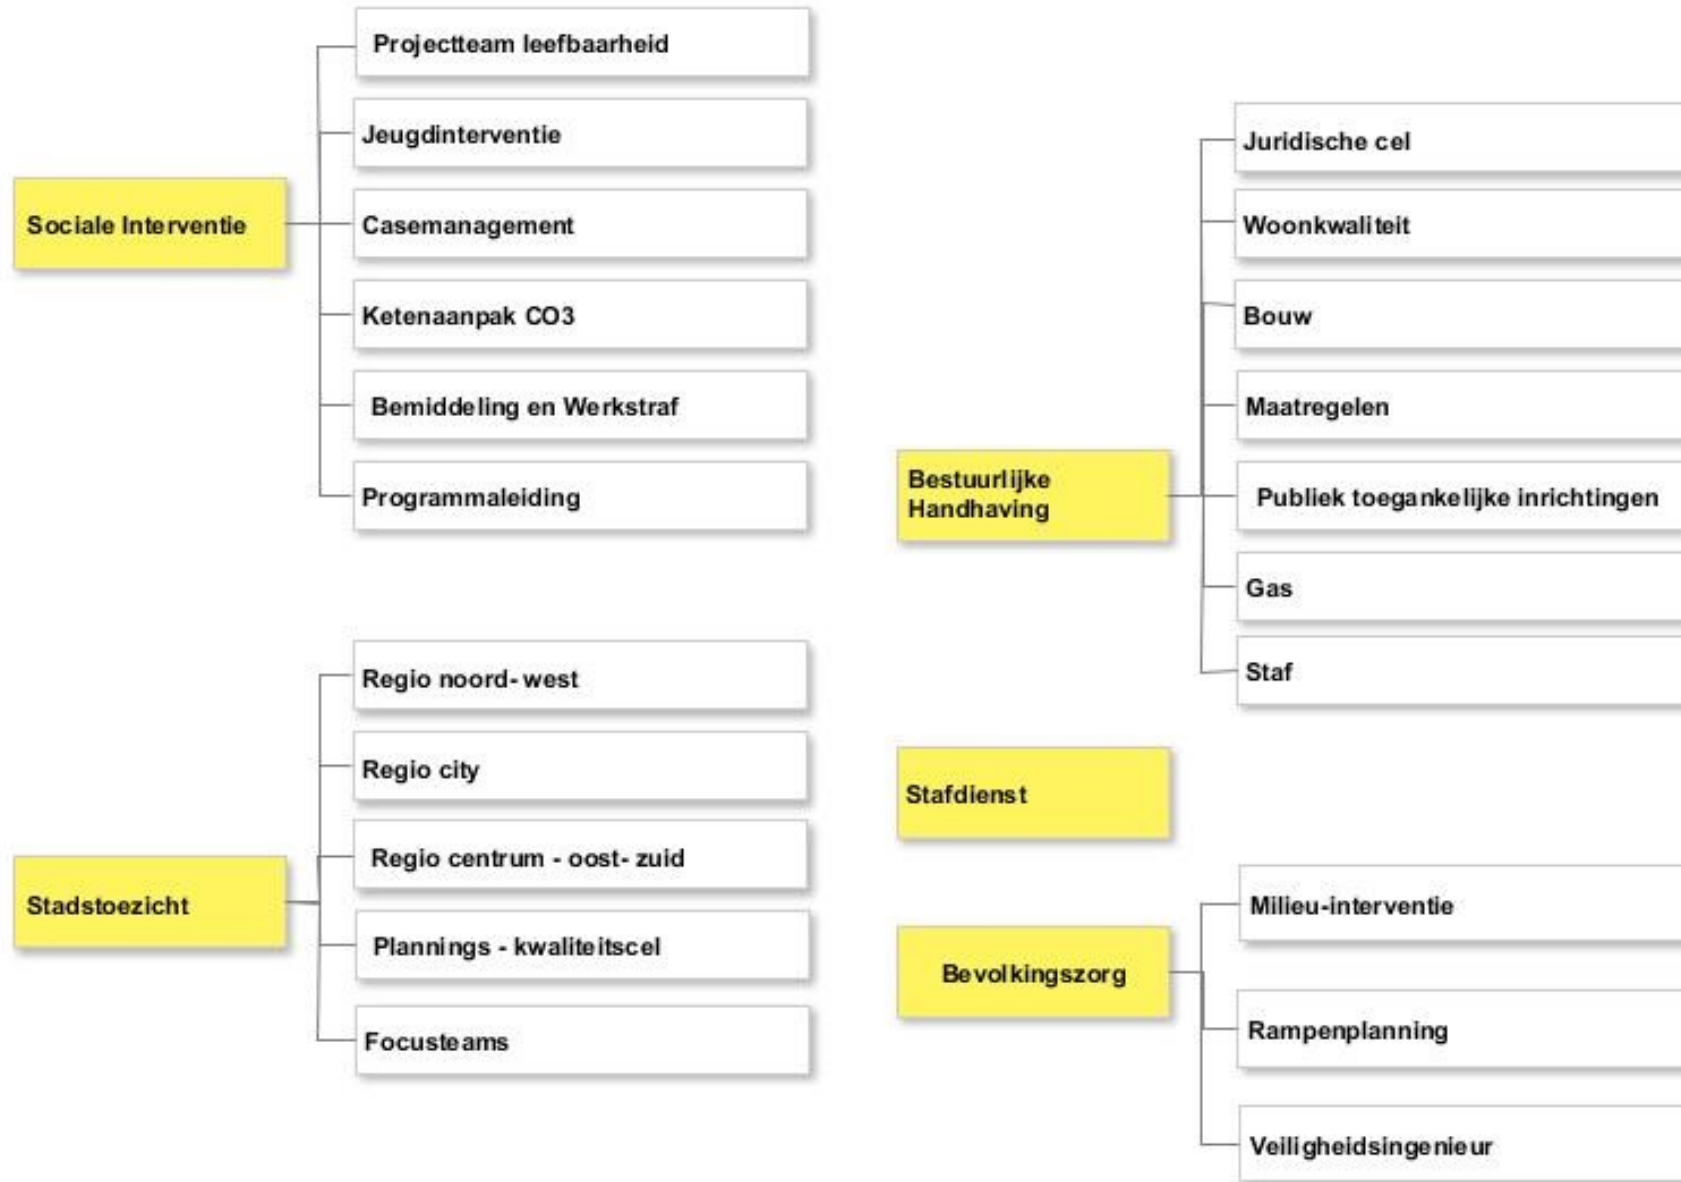 Sociale Interventie
Projectteam leefbaarheid
Jeugdinterventie
Casemanagement
Ketenaanpak CO3
Bemiddeling en Werkstraf
Programmaleiding
Stadstoezicht
Regio noord-west
Regio city
Regio centrum - oost- zuid
Plannings - kwaliteitscel
Focusteams
Bestuurlijke
Handhaving
Juridische cel
Woonkwaliteit
Bouw
Maatregelen
Publiek toegankelijke inrichtingen
Gas
Staf
Stafdienst
Bevolkingszorg
Milieu-interventie
Rampenplanning
Veiligheidsingenieur